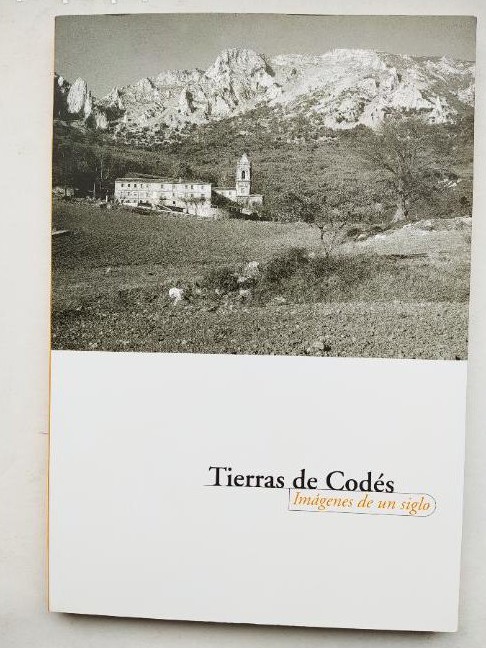 Tierras de Codés
Imágenes de un siglo